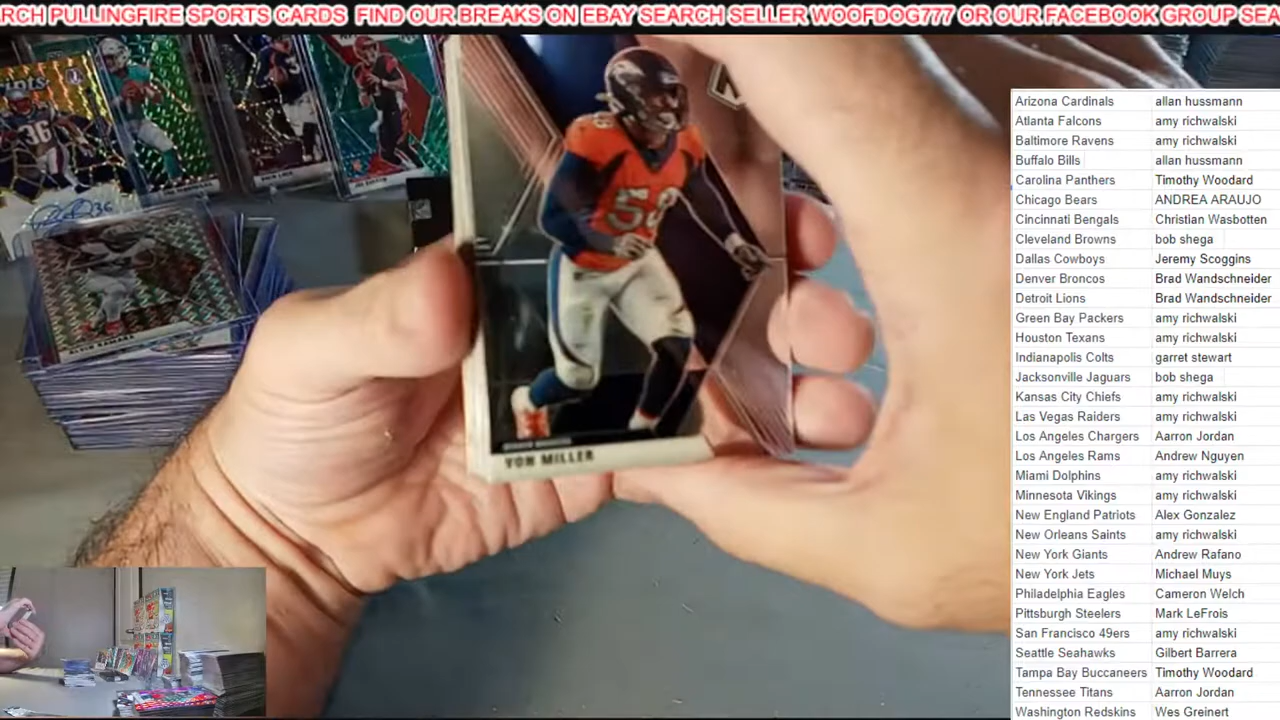 RCH PULLINGFIRE SPORTS CARDS  FIND OUR BREAKS ON EBAY SEARCH SELLER WOOFDOG777 OR OUR FACEBOOK GROUP SEA
36
58
VON MILLER
Arizona Cardinals allan hussmann
Atlanta Falcons amy richwalski
Baltimore Ravens amy richwalski
Buffalo Bills allan hussmann
Carolina Panthers Timothy Woodard
Chicago Bears ANDREA ARAUJO
Cincinnati Bengals Christian Wasbotten
Cleveland Browns bob shega
Dallas Cowboys Jeremy Scoggins
Denver Broncos Brad Wandschneider
Detroit Lions Brad Wandschneider
Green Bay Packers amy richwalski
Houston Texans amy richwalski
Indianapolis Colts garret stewart
Jacksonville Jaguars bob shega
Kansas City Chiefs amy richwalski
Las Vegas Raiders amy richwalski
Los Angeles Chargers Aarron Jordan
Los Angeles Rams Andrew Nguyen
Miami Dolphins amy richwalski
Minnesota Vikings amy richwalski
New England Patriots Alex Gonzalez
New Orleans Saints amy richwalski
New York Giants Andrew Rafano
New York Jets Michael Muys
Philadelphia Eagles Cameron Welch
Pittsburgh Steelers Mark LeFrois
San Francisco 49ers amy richwalski
Seattle Seahawks Gilbert Barrera
Tampa Bay Buccaneers Timothy Woodard
Tennessee Titans Aarron Jordan
Washington Redskins Wes Greinert